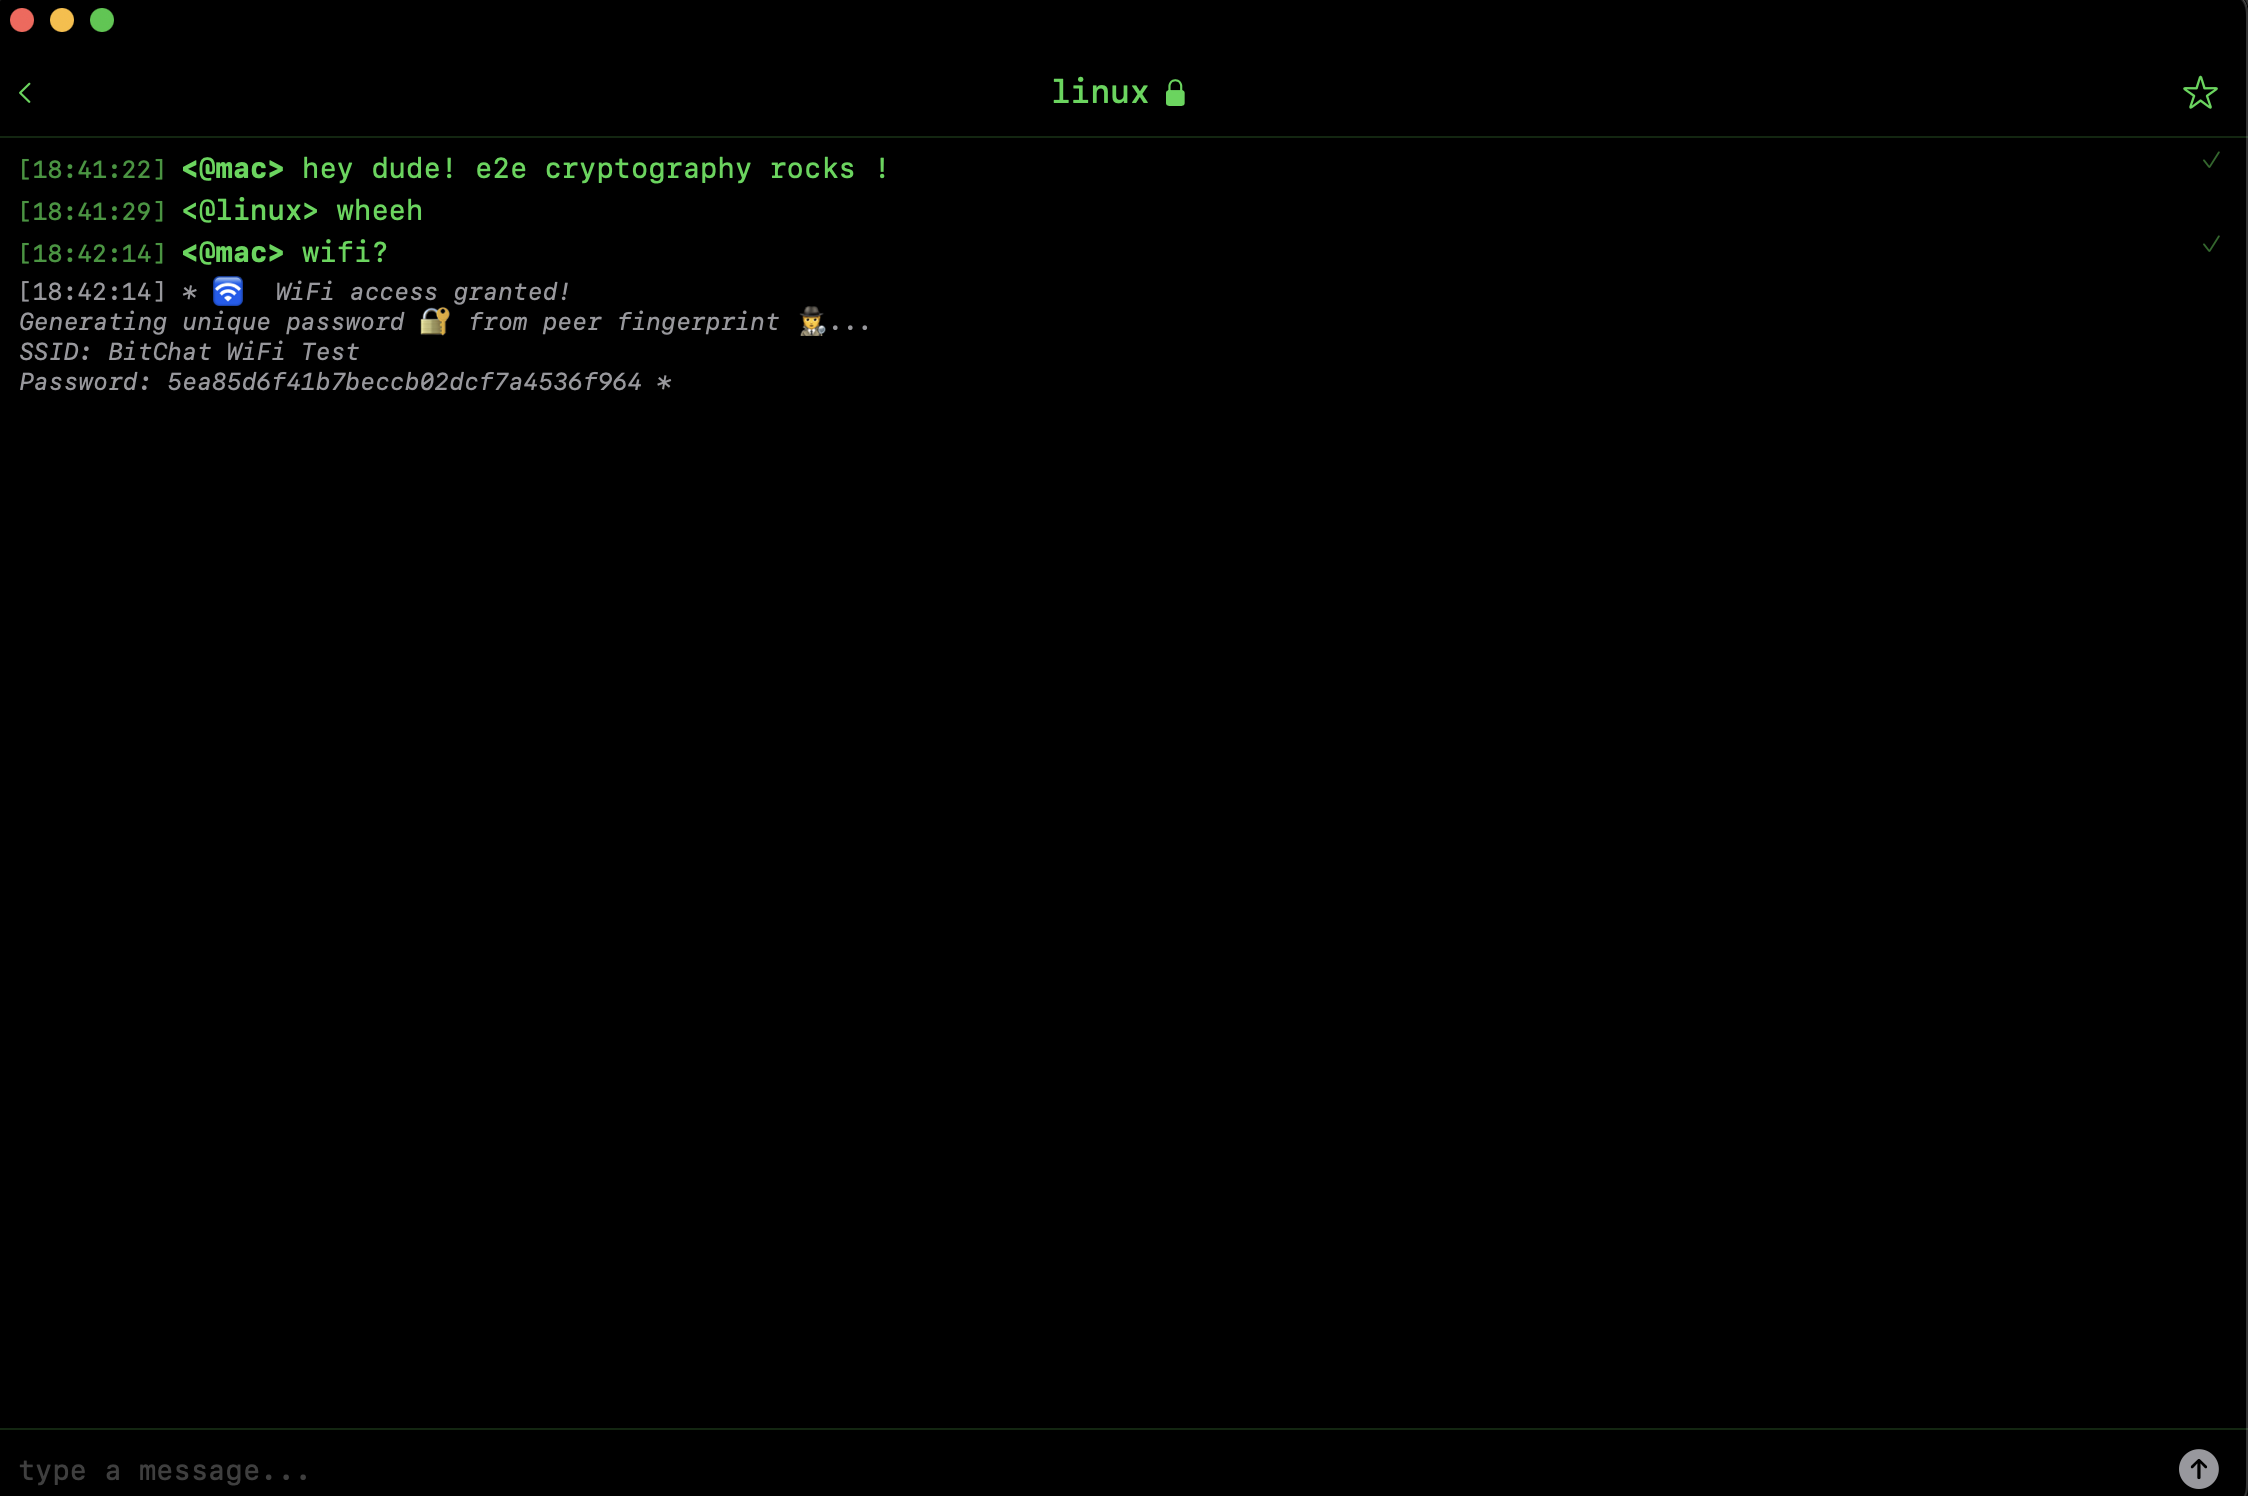 linux
[18:41:22] <@mac> hey dude! e2e cryptography rocks !
[18:41:29] <@linux> wheeh
[18:42:14] <@mac> wifi?
[18:42:14] * 🛜 WiFi access granted!
Generating unique password 🔐 from peer fingerprint 🕵️...
SSID: BitChat WiFi Test
Password: 5ea85d6f41b7beccb02dcf7a4536f964 *
type a message...